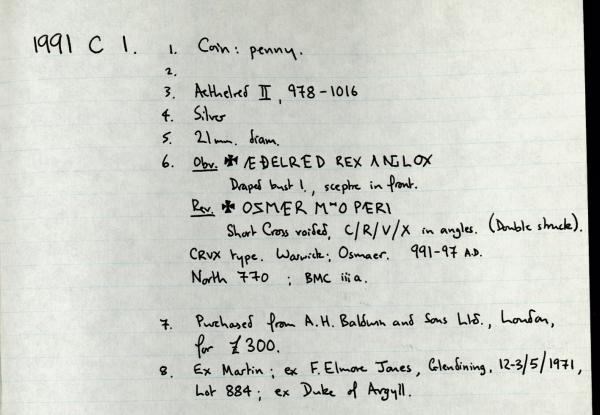 1991 C 1. 1. Coin: penny.
2.
3. Aethelred II, 978-1016
4. Silver
5. 21mm. diam.
6. Obv. ✠ ÆĐELRED REX ANGLOX
Draped bust l., sceptre in front.
Rev. ✠ OSMÆR M~O PÆRI
Short Cross voided, C/R/V/X in angles. (Double struck).
CRVX type. Warwick; Osmaer. 991-97 A.D.
North 770 ; BMC iii a.
7. Purchased from A.H. Baldwin and Sons Ltd., London,
for £300.
8. Ex Martin ; ex F. Elmore Jones, Glendining, 12-3/5/1971,
Lot 884 ; ex Duke of Argyll.